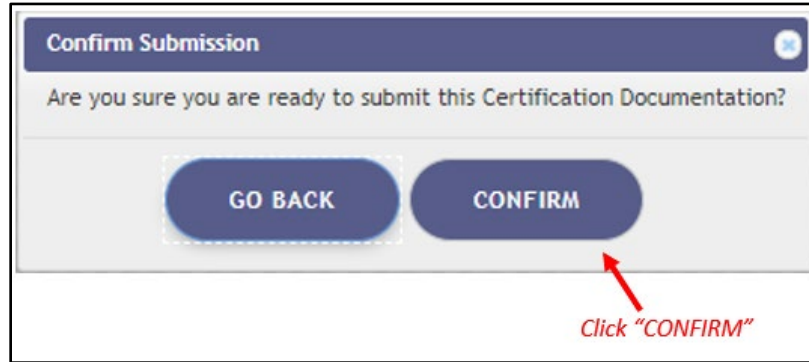 Confirm Submission
Are you sure you are ready to submit this Certification Documentation?
GO BACK CONFIRM
Click “CONFIRM”